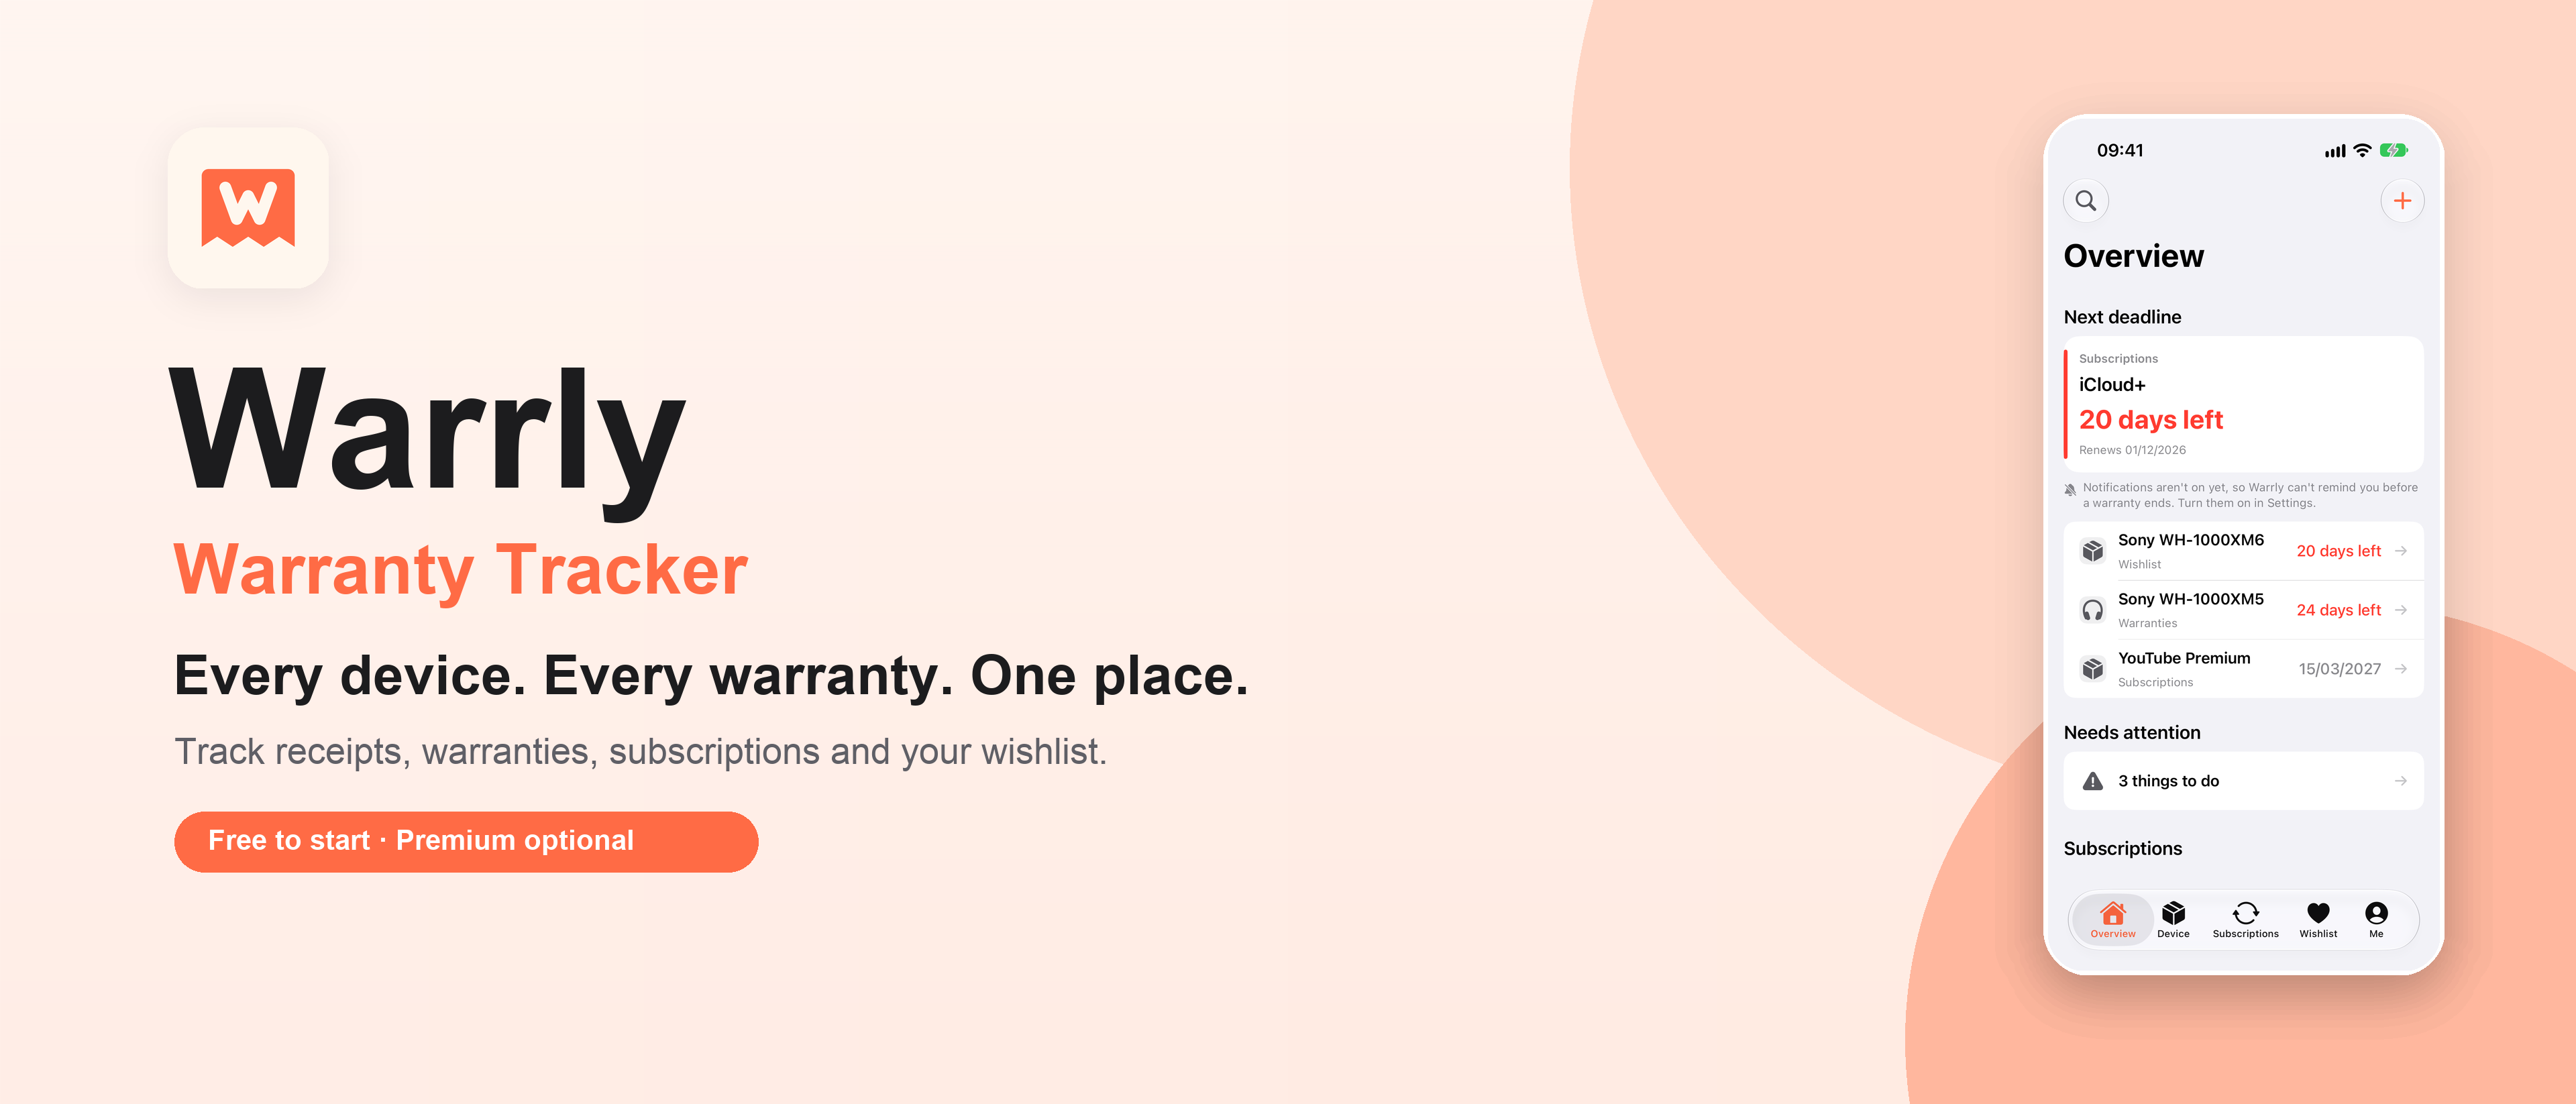 W
Warrly
Warranty Tracker
Every device. Every warranty. One place.
Track receipts, warranties, subscriptions and your wishlist.
Free to start · Premium optional
09:41
Overview
Next deadline
Subscriptions
iCloud+
20 days left
Renews 01/12/2026
Notifications aren't on yet, so Warrly can't remind you before
a warranty ends. Turn them on in Settings.
Sony WH-1000XM6
20 days left
Wishlist
Sony WH-1000XM5
24 days left
Warranties
YouTube Premium
15/03/2027
Subscriptions
Needs attention
3 things to do
Subscriptions
Overview Device Subscriptions Wishlist Me